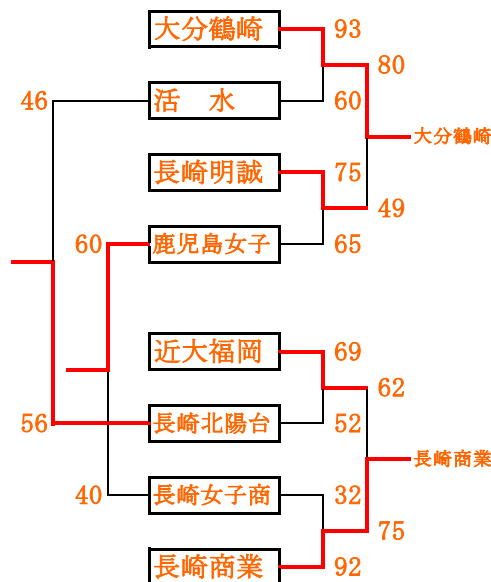 大分鶴崎 93
80
46 活 水 60
大分鶴崎
長崎明誠 75
49
60 鹿児島女子 65
近大福岡 69
62
56 長崎北陽台 52
長崎商業
40 長崎女子商 32
75
長崎商業 92